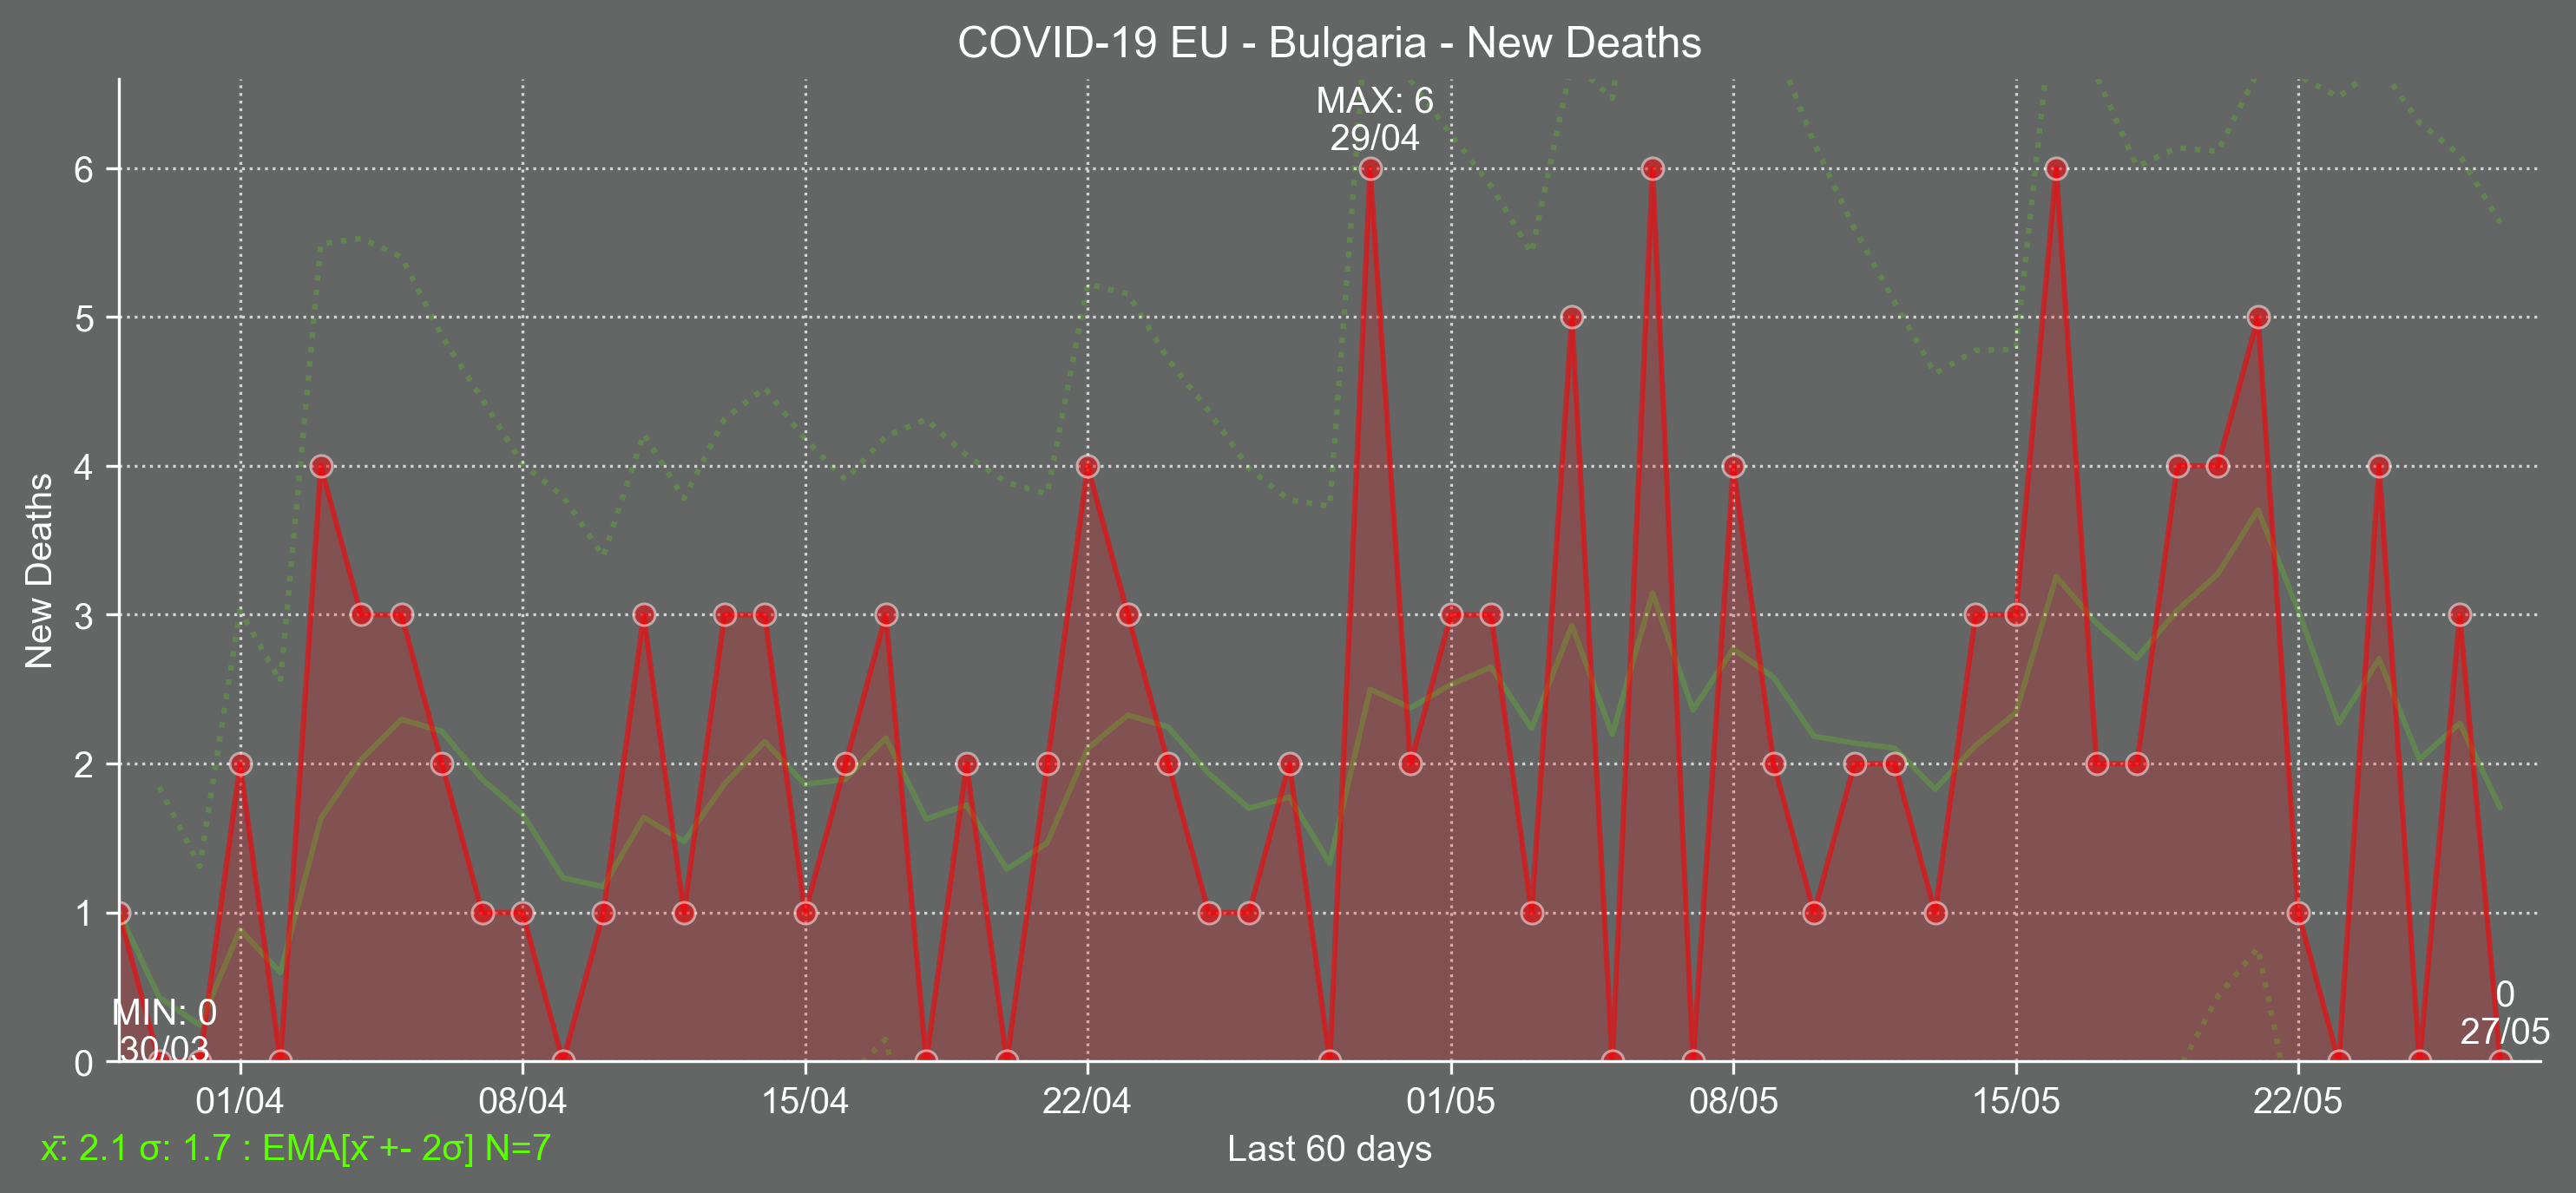 COVID-19 EU - Bulgaria - New Deaths
MAX: 6
29/04
6
5
4
3
2
1
0
New Deaths
MIN: 0
30/03
0
27/05
01/04 08/04 15/04 22/04 01/05 08/05 15/05 22/05
x̄: 2.1 σ: 1.7 : EMA[x̄ +- 2σ] N=7
Last 60 days